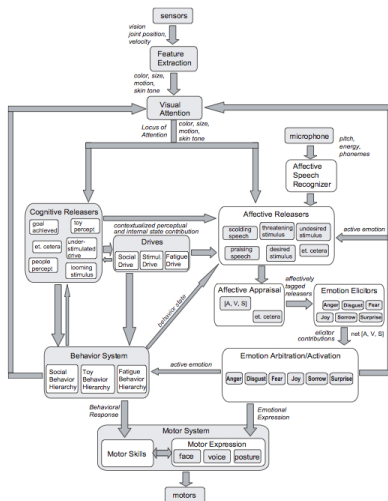 sensors
vision
joint position,
velocity
Feature
Extraction
color, size,
motion,
skin tone
Visual
Attention
Locus of
Attention
color, size,
motion,
skin tone
microphone
pitch,
energy,
phonemes
Affective
Speech
Recognizer
Cognitive Releasers
goal
achieved
toy
percept
et. cetera
under-
stimulated
people
percept
looming
stimulus
contextualized perceptual
and internal state contribution
Drives
Social
Drive
Stimul.
Drive
Fatigue
Drive
Affective Releasers
scolding
speech
threatening
stimulus
undesired
stimulus
praising
speech
desired
stimulus
et. cetera
active emotion
Affective Appraisal
[A, V, S]
et. cetera
affectively
tagged
releasers
Emotion Elicitors
Anger
Disgust
Fear
Joy
Sorrow
Surprise
behavior state
elicitor
contributions
net [A, V, S]
Behavior System
Social
Behavior
Hierarchy
Toy
Behavior
Hierarchy
Fatigue
Behavior
Hierarchy
active emotion
Emotion Arbitration/Activation
Anger
Disgust
Fear
Joy
Sorrow
Surprise
Behavioral
Response
Emotional
Expression
Motor System
Motor Skills
Motor Expression
face
voice
posture
motors